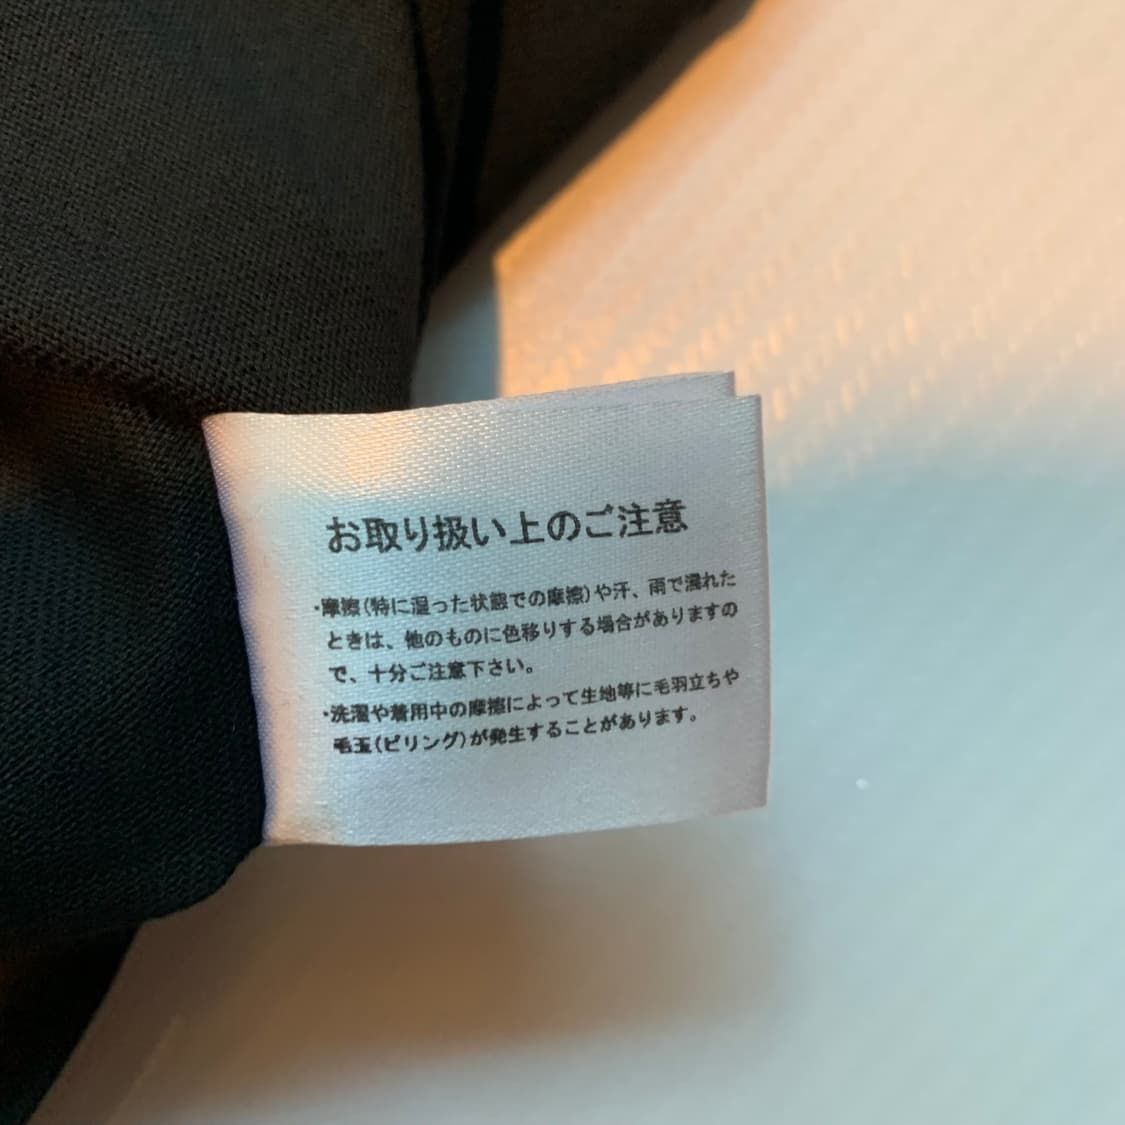 お取り扱い上のご注意
・摩擦(特に湿った状態での摩擦)や汗、雨で濡れた
ときは、他のものに色移りする場合がありますの
で、十分ご注意下さい。
・洗濯や着用中の摩擦によって生地等に毛羽立ちや
毛玉(ピリング)が発生することがあります。